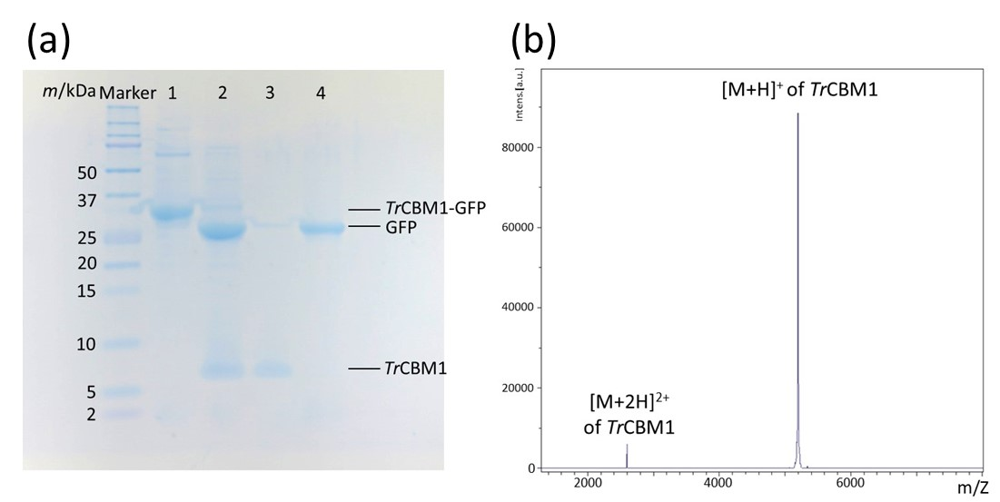 (a)
m/kDa Marker 1 2 3 4
50
37
25
20
15
10
5
2
TrCBM1-GFP
GFP
TrCBM1
(b)
Intens.[a.u.]
80000
60000
40000
20000
0
[M+H]⁺ of TrCBM1
[M+2H]²⁺
of TrCBM1
2000 4000 6000
m/Z